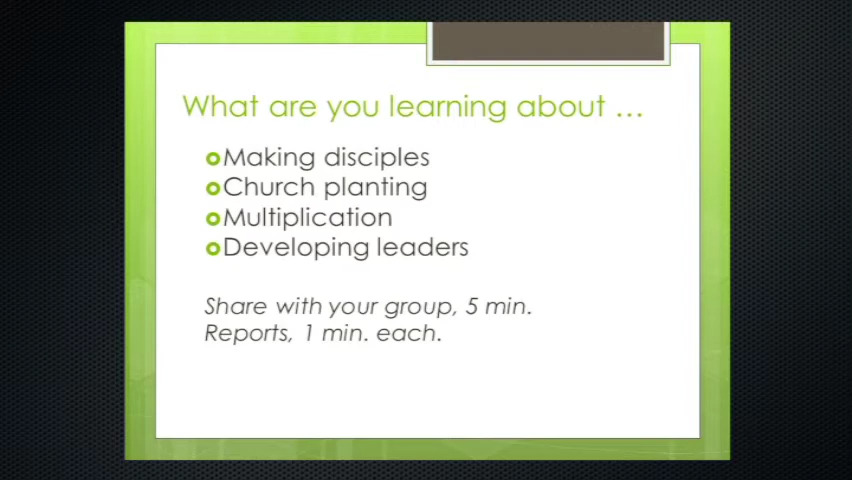 What are you learning about ...
Making disciples
Church planting
Multiplication
Developing leaders
Share with your group, 5 min.
Reports, 1 min. each.